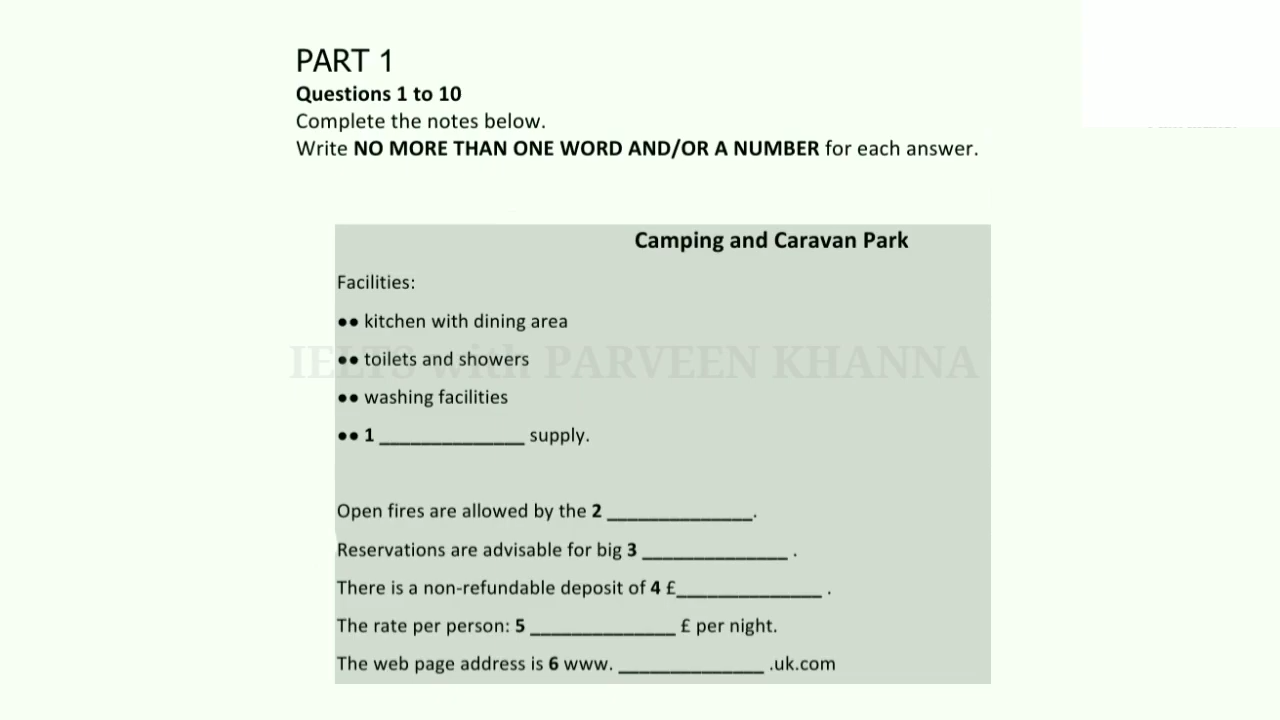 PART 1
Questions 1 to 10
Complete the notes below.
Write NO MORE THAN ONE WORD AND/OR A NUMBER for each answer.
Camping and Caravan Park
Facilities:
●● kitchen with dining area
IELTS with PARVEEN KHANNA
●● toilets and showers
●● washing facilities
●● 1 ______________ supply.
Open fires are allowed by the 2 ______________.
Reservations are advisable for big 3 ______________ .
There is a non-refundable deposit of 4 £______________ .
The rate per person: 5 ______________ £ per night.
The web page address is 6 www. ______________ .uk.com